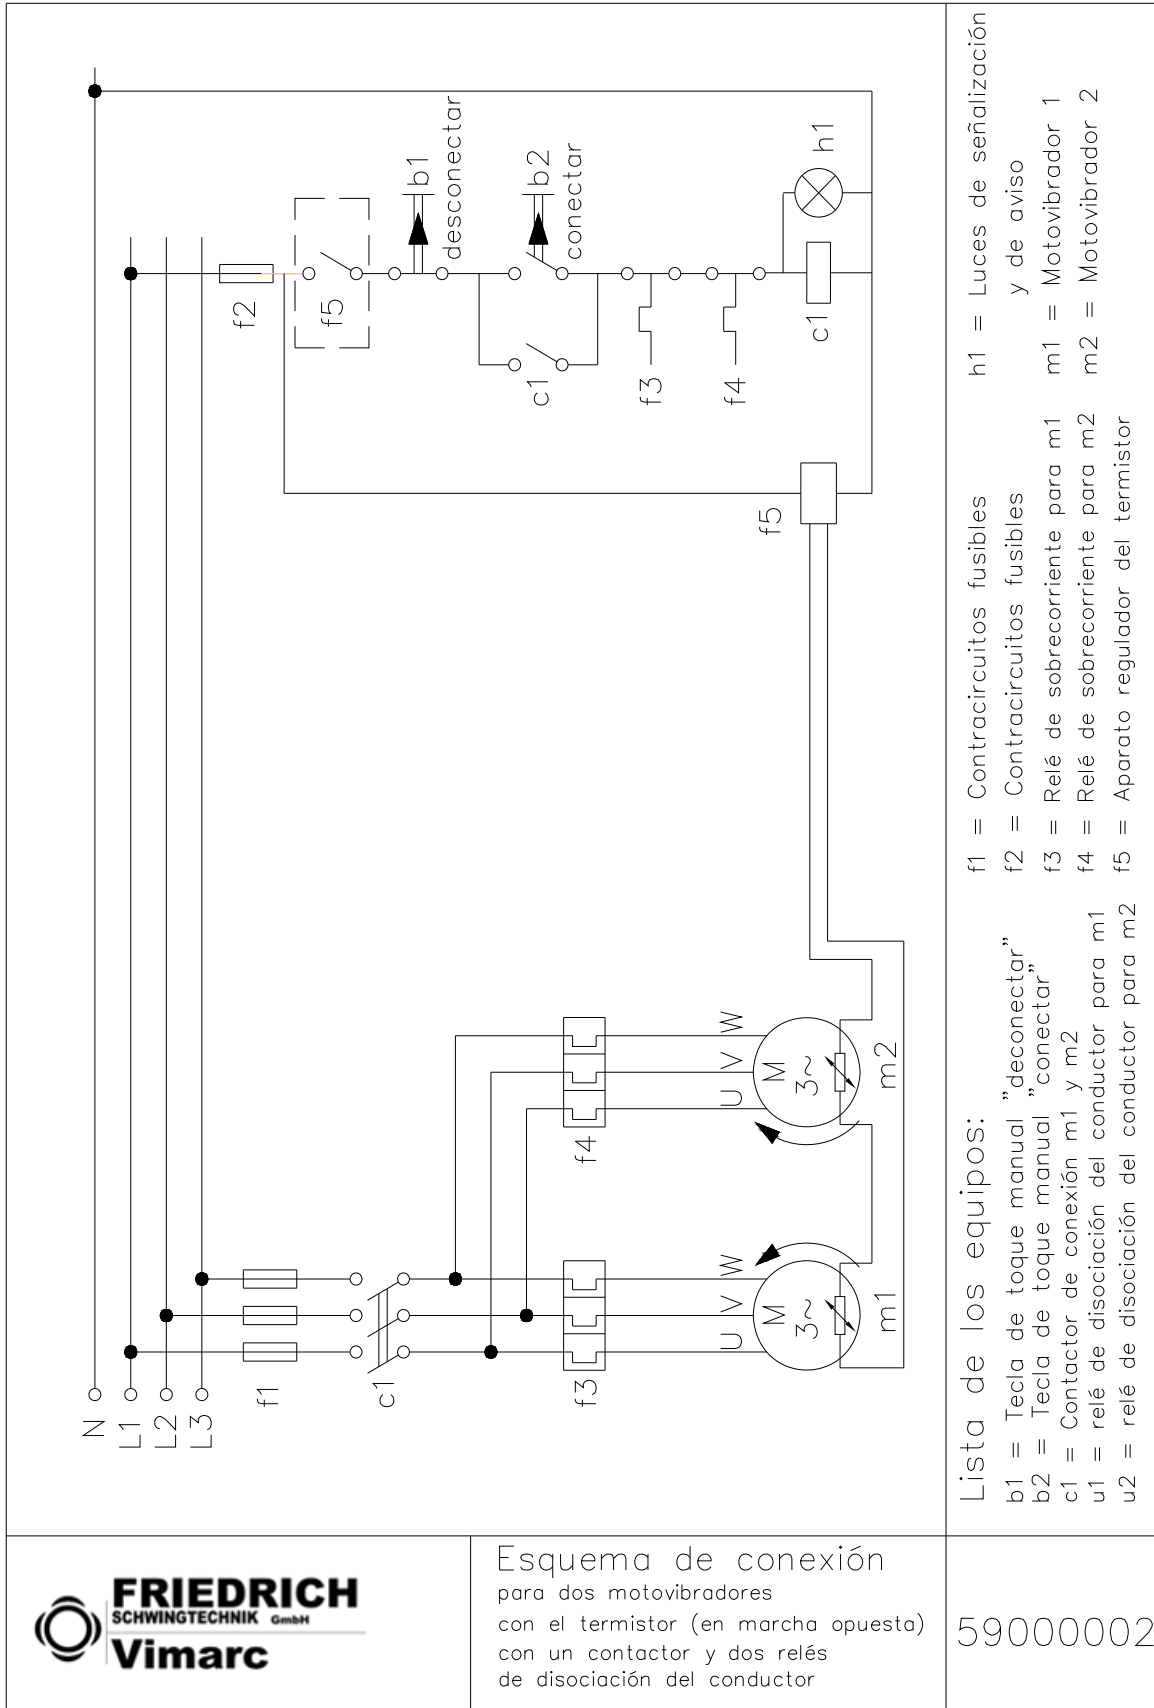 N
L1
L2
L3
f1
c1
f3
U V W
M
3~
m1
f4
U V W
M
3~
m2
f5
f2
f5
b1
desconectar
c1
b2
conectar
f3
f4
c1
h1
Lista de los equipos:
b1 = Tecla de toque manual "deconectar"
b2 = Tecla de toque manual "conectar"
c1 = Contactor de conexión m1 y m2
u1 = relé de disociación del conductor para m1
u2 = relé de disociación del conductor para m2
f1 = Contracircuitos fusibles
f2 = Contracircuitos fusibles
f3 = Relé de sobrecorriente para m1
f4 = Relé de sobrecorriente para m2
f5 = Aparato regulador del termistor
h1 = Luces de señalización
y de aviso
m1 = Motovibrador 1
m2 = Motovibrador 2
FRIEDRICH
SCHWINGTECHNIK GmbH
Vimarc
Esquema de conexión
para dos motovibradores
con el termistor (en marcha opuesta)
con un contactor y dos relés
de disociación del conductor
59000002